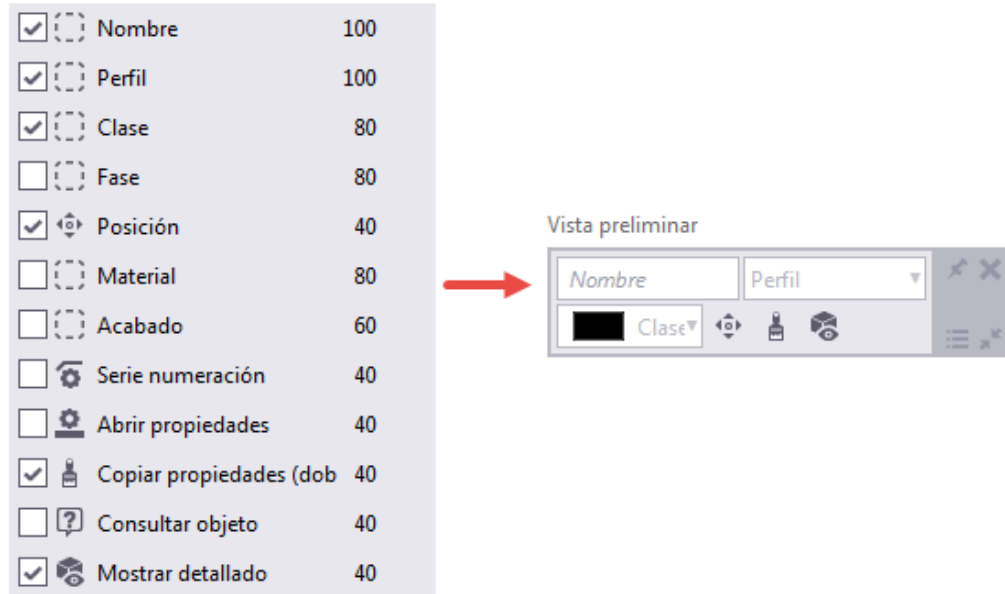 Nombre 100
Perfil 100
Clase 80
Fase 80
Posición 40
Material 80
Acabado 60
Serie numeración 40
Abrir propiedades 40
Copiar propiedades (dob 40
Consultar objeto 40
Mostrar detallado 40
Vista preliminar
Nombre Perfil
Clase